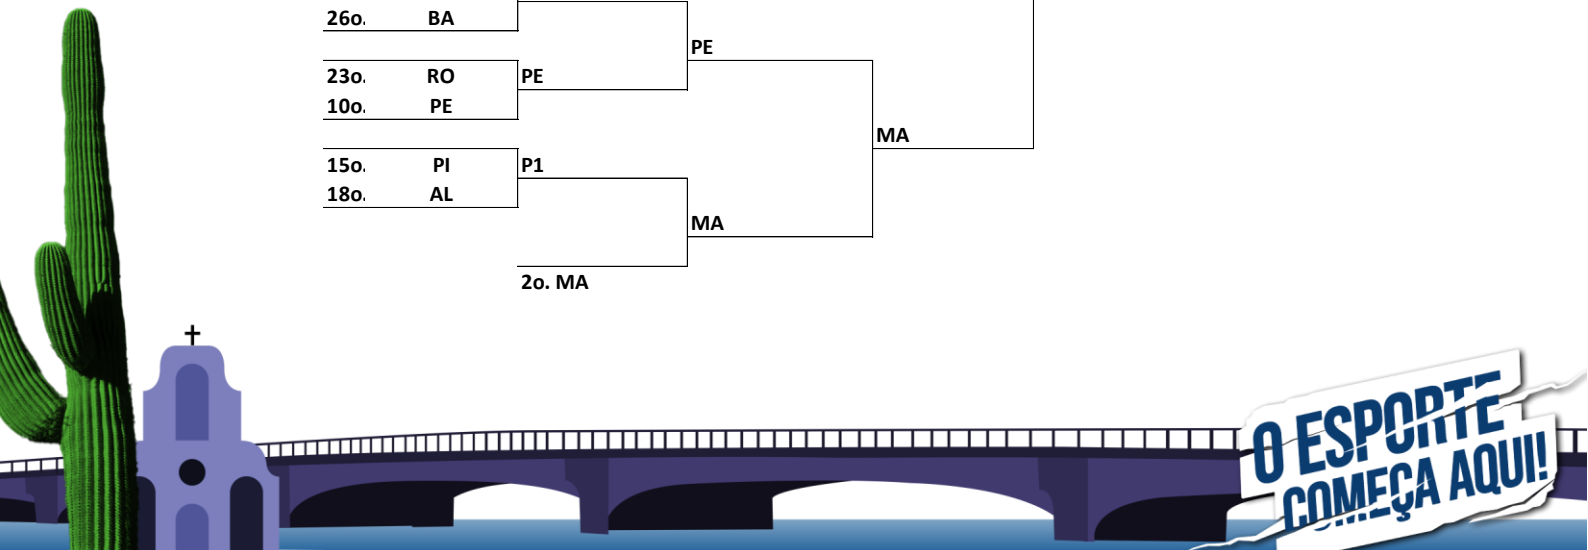 26o. BA
PE
23o. RO PE
10o. PE
MA
15o. PI P1
18o. AL
MA
2o. MA
O ESPORTE
COMEÇA AQUI!